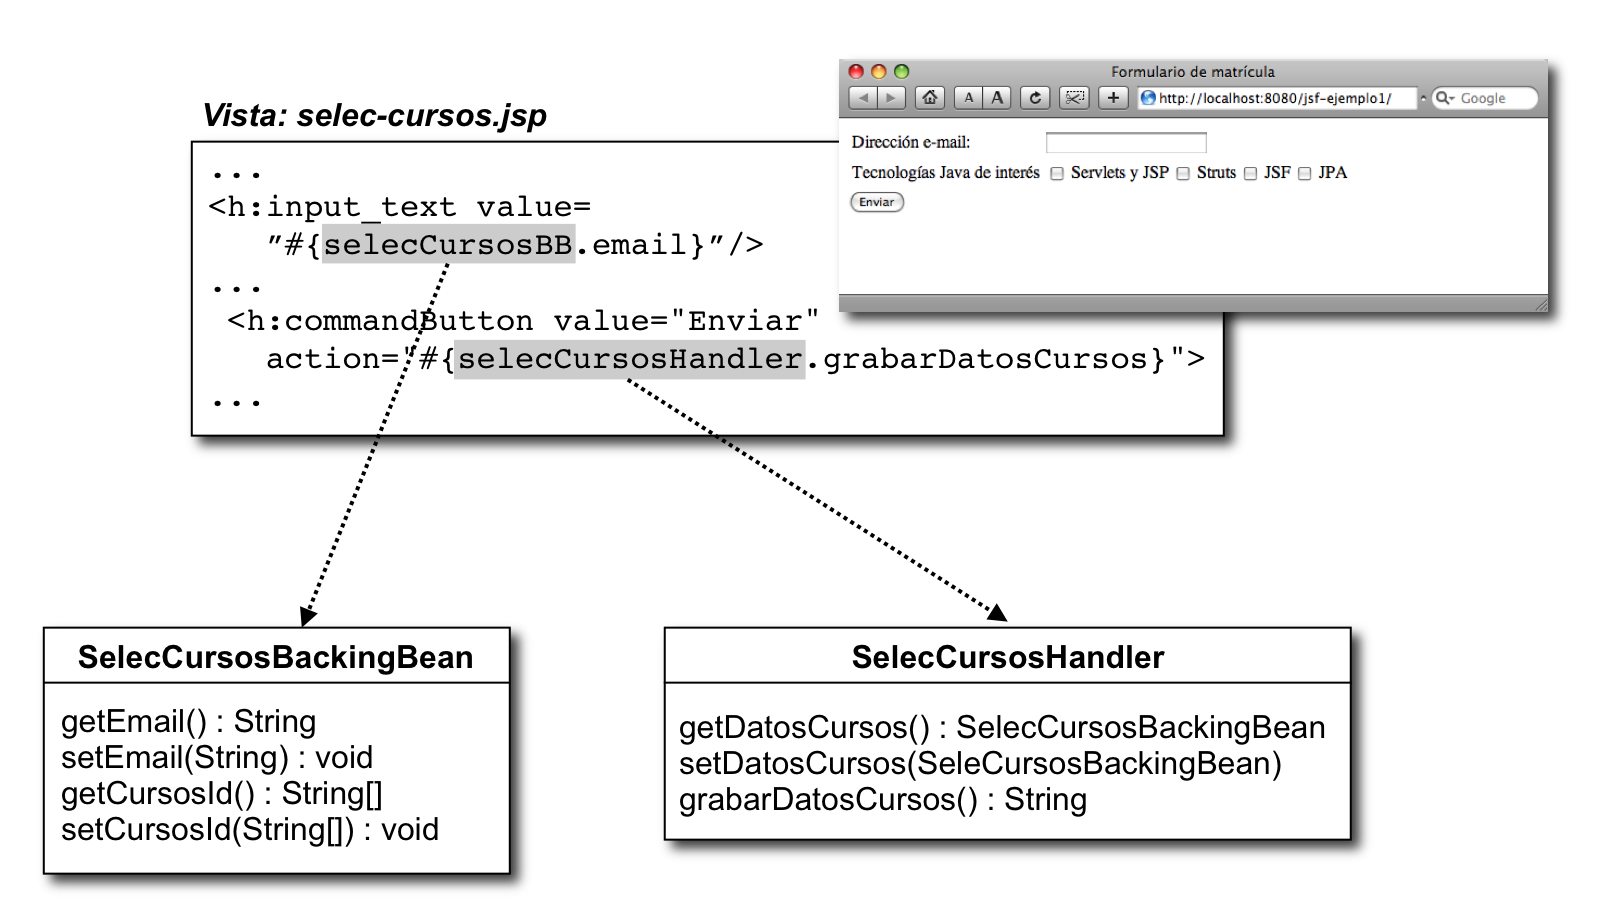 Vista: selec-cursos.jsp
...
<h:input_text value=
"#{selecCursosBB.email}"/>
...
<h:commandButton value="Enviar"
action="#{selecCursosHandler.grabarDatosCursos}">
...
Formulario de matrícula
A A
http://localhost:8080/jsf-ejemplo1/
Google
Dirección e-mail:
Tecnologías Java de interés Servlets y JSP Struts JSF JPA
Enviar
SelecCursosBackingBean
getEmail() : String
setEmail(String) : void
getCursosId() : String[]
setCursosId(String[]) : void
SelecCursosHandler
getDatosCursos() : SelecCursosBackingBean
setDatosCursos(SeleCursosBackingBean)
grabarDatosCursos() : String